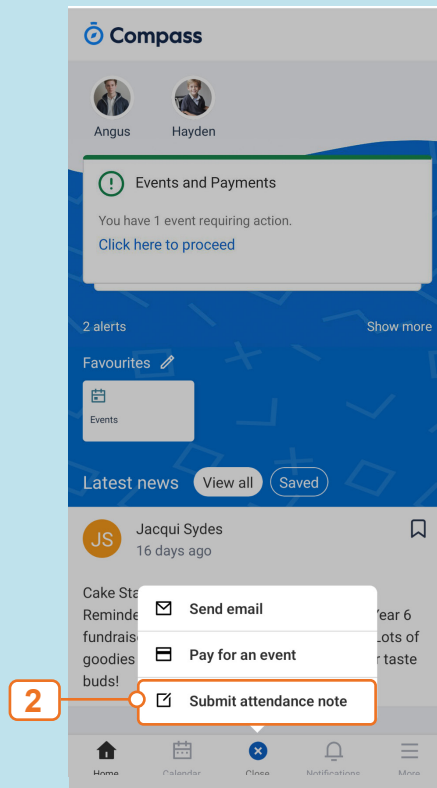 Compass
Angus Hayden
Events and Payments
You have 1 event requiring action.
Click here to proceed
2 alerts Show more
Favourites
Events
Latest news View all Saved
JS Jacqui Sydes
16 days ago
Cake Sta
Reminde ear 6
fundrais Lots of
goodies r taste
buds!
Send email
Pay for an event
Submit attendance note
2
Home Calendar Close Notifications More